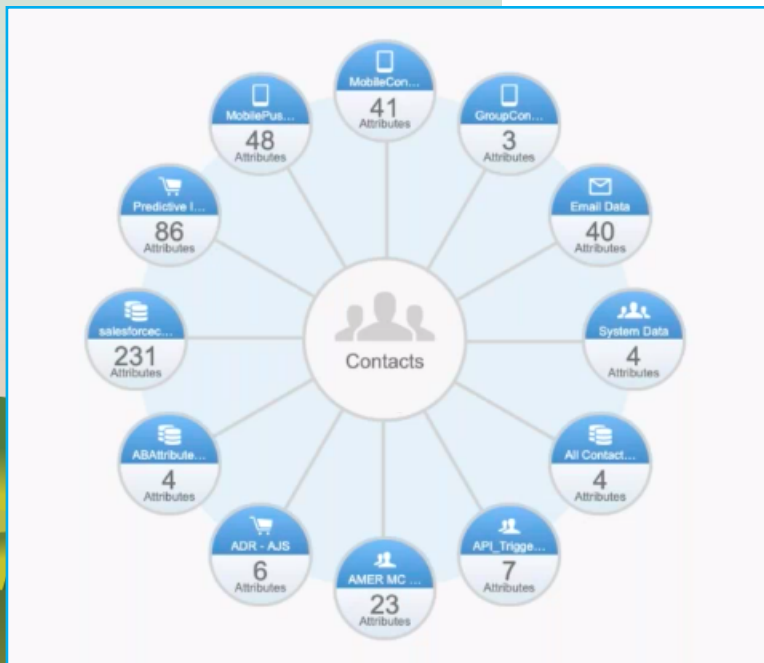 MobileCon...
41
Attributes
GroupCon...
3
Attributes
Email Data
40
Attributes
System Data
4
Attributes
All Contact...
4
Attributes
API_Trigge...
7
Attributes
AMER MC ...
23
Attributes
ADR - AJS
6
Attributes
ABAttribute...
4
Attributes
salesforcec...
231
Attributes
Predictive I...
86
Attributes
MobilePus...
48
Attributes
Contacts